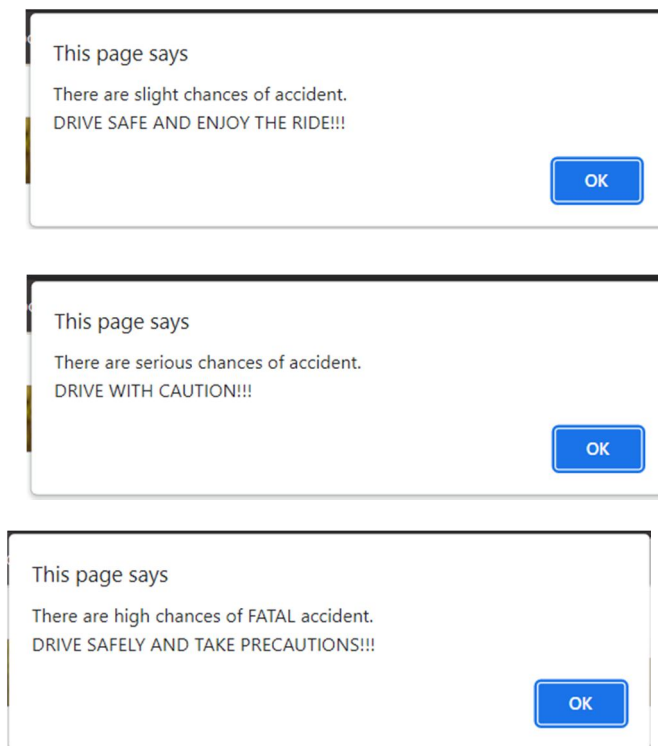 This page says
There are slight chances of accident.
DRIVE SAFE AND ENJOY THE RIDE!!!
OK
This page says
There are serious chances of accident.
DRIVE WITH CAUTION!!!
OK
This page says
There are high chances of FATAL accident.
DRIVE SAFELY AND TAKE PRECAUTIONS!!!
OK